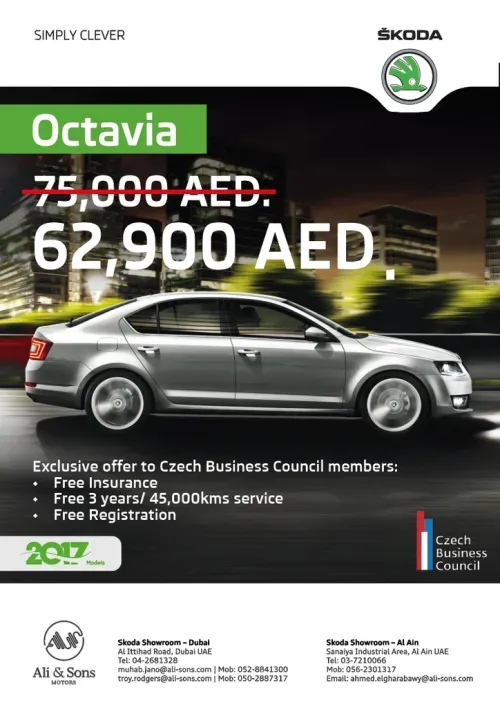 SIMPLY CLEVER
ŠKODA
Octavia
75,000 AED.
62,900 AED.
Exclusive offer to Czech Business Council members:
• Free Insurance
• Free 3 years/ 45,000kms service
• Free Registration
2017 Models
Czech
Business
Council
Ali & Sons
MOTORS
Skoda Showroom – Dubai
Al Ittihad Road, Dubai UAE
Tel: 04-2681328
muhab.jano@ali-sons.com | Mob: 052-8841300
troy.rodgers@ali-sons.com | Mob: 050-2887317
Skoda Showroom – Al Ain
Sanaiya Industrial Area, Al Ain UAE
Tel: 03-7210066
Mob: 056-2301317
Email: ahmed.elgharabawy@ali-sons.com